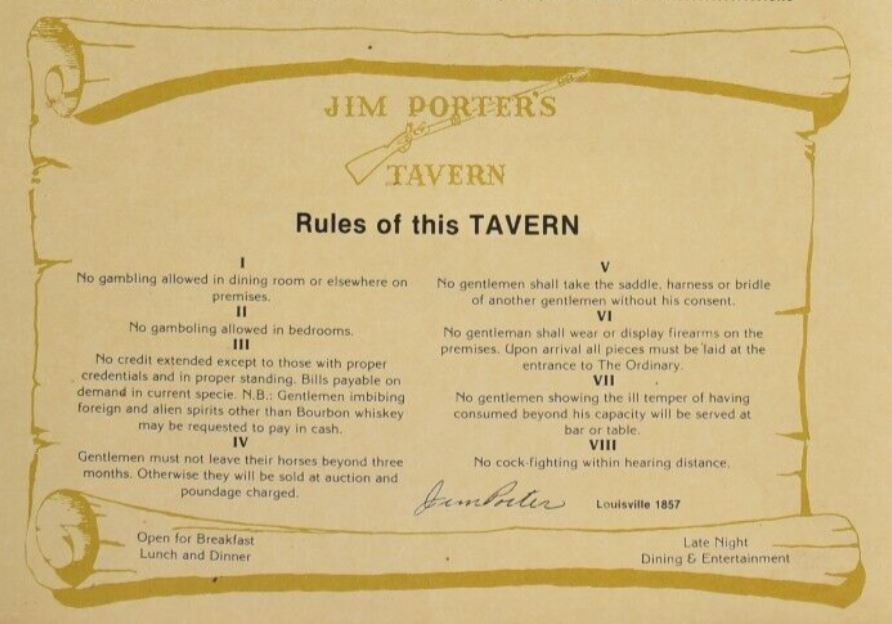 JIM PORTER'S
TAVERN
Rules of this TAVERN
I
No gambling allowed in dining room or elsewhere on
premises.
II
No gamboling allowed in bedrooms.
III
No credit extended except to those with proper
credentials and in proper standing. Bills payable on
demand in current specie. N.B.: Gentlemen imbibing
foreign and alien spirits other than Bourbon whiskey
may be requested to pay in cash.
IV
Gentlemen must not leave their horses beyond three
months. Otherwise they will be sold at auction and
poundage charged.
V
No gentlemen shall take the saddle, harness or bridle
of another gentlemen without his consent.
VI
No gentleman shall wear or display firearms on the
premises. Upon arrival all pieces must be laid at the
entrance to The Ordinary.
VII
No gentlemen showing the ill temper of having
consumed beyond his capacity will be served at
bar or table.
VIII
No cock-fighting within hearing distance.
Jim Porter
Louisville 1857
Open for Breakfast
Lunch and Dinner
Late Night
Dining & Entertainment